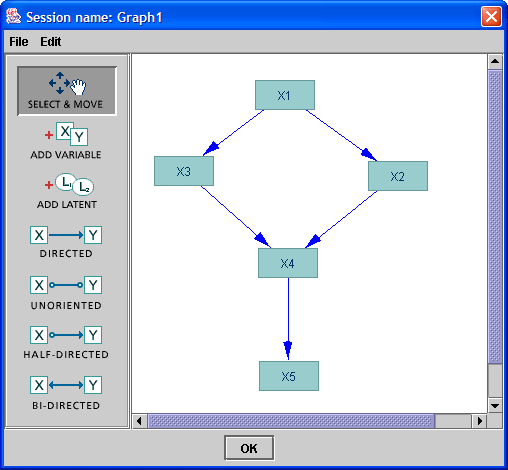 Session name: Graph1
File Edit
SELECT & MOVE
X Y
ADD VARIABLE
L1 L2
ADD LATENT
X Y
DIRECTED
X Y
UNORIENTED
X Y
HALF-DIRECTED
X Y
BI-DIRECTED
X1
X3
X2
X4
X5
OK